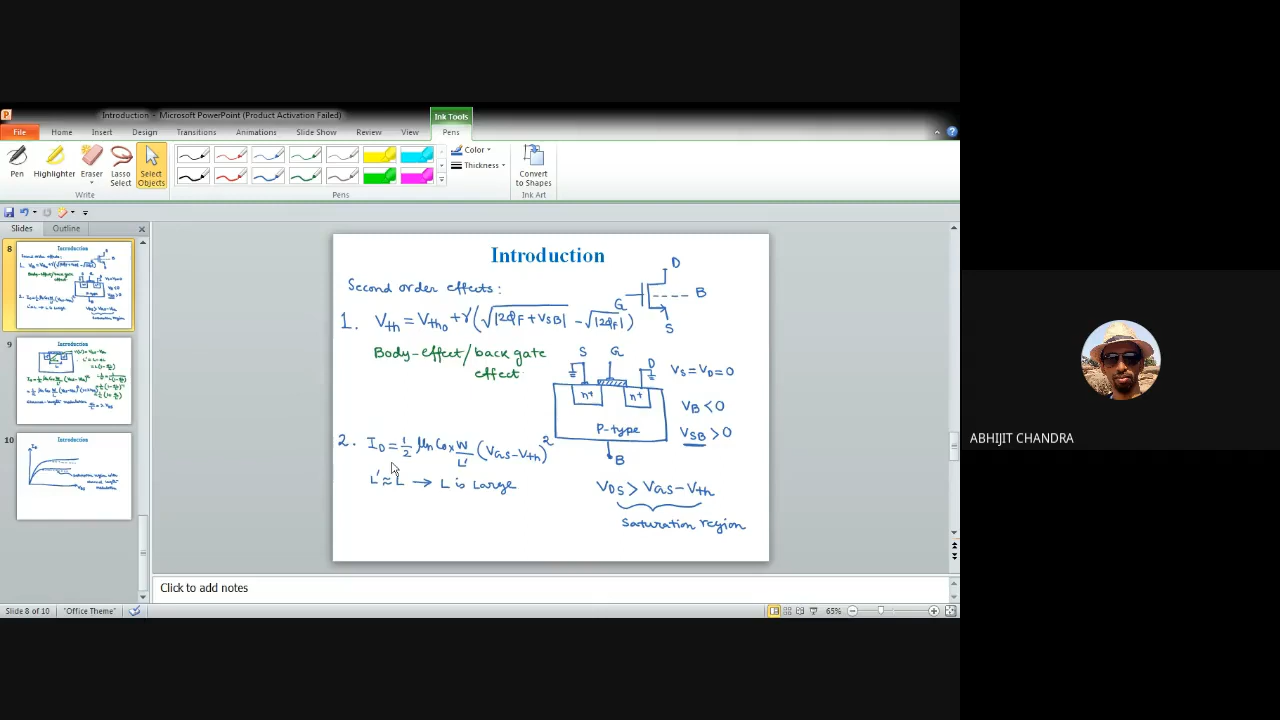 Introduction - Microsoft PowerPoint (Product Activation Failed)
Ink Tools
File Home Insert Design Transitions Animations Slide Show Review View Pens
Pen Highlighter Eraser Lasso Select Select Objects
Color
Thickness
Convert to Shapes
Write Pens Ink Art
Slides Outline
8
9
10
Introduction
Second order effects:
D
G
B
S
1. Vth = Vth0 + γ(√|2ΦF + VSB| - √|2ΦF|)
Body-effect/back gate
effect
S G D
n+ n+
P-type
B
VS = VD = 0
VB < 0
VSB > 0
2. ID = 1/2 μn Cox W/L' (VGS - Vth)²
L' ≈ L → L is Large
VDS > VGS - Vth
Saturation region
Click to add notes
Slide 8 of 10 "Office Theme" 65%
ABHIJIT CHANDRA